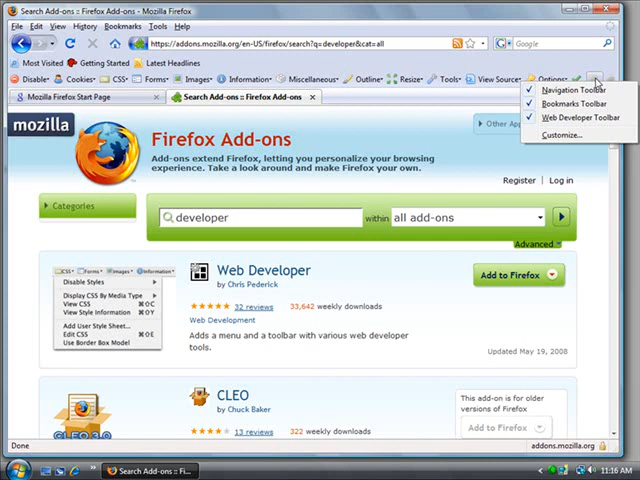 Search Add-ons :: Firefox Add-ons
File Edit View History Bookmarks Tools Help
https://addons.mozilla.org/en-US/firefox/search?q=developer&cat=all
Google
Most Visited Getting Started Latest Headlines
Disable Cookies CSS Forms Images Information Miscellaneous Outline Resize Tools View Source Options
Mozilla Firefox Start Page
Search Add-ons :: Firefox Add-ons
Navigation Toolbar
Bookmarks Toolbar
Web Developer Toolbar
Customize...
mozilla
Other App
Firefox Add-ons
Add-ons extend Firefox, letting you personalize your browsing
experience. Take a look around and make Firefox your own.
Register Log in
Categories
developer within all add-ons
Advanced
CSS Forms Images Information
Disable Styles
Display CSS By Media Type
View CSS ⌘⇧C
View Style Information ⌘⇧Y
Add User Style Sheet...
Edit CSS ⌘⇧E
Use Border Box Model
Web Developer
by Chris Pederick
32 reviews 33,642 weekly downloads
Web Development
Adds a menu and a toolbar with various web developer
tools.
Add to Firefox
Updated May 19, 2008
CLEO 3.0
CLEO
by Chuck Baker
13 reviews 322 weekly downloads
This add-on is for older
versions of Firefox
Add to Firefox
Done
addons.mozilla.org
Search Add-ons :: Fi...
11:16 AM